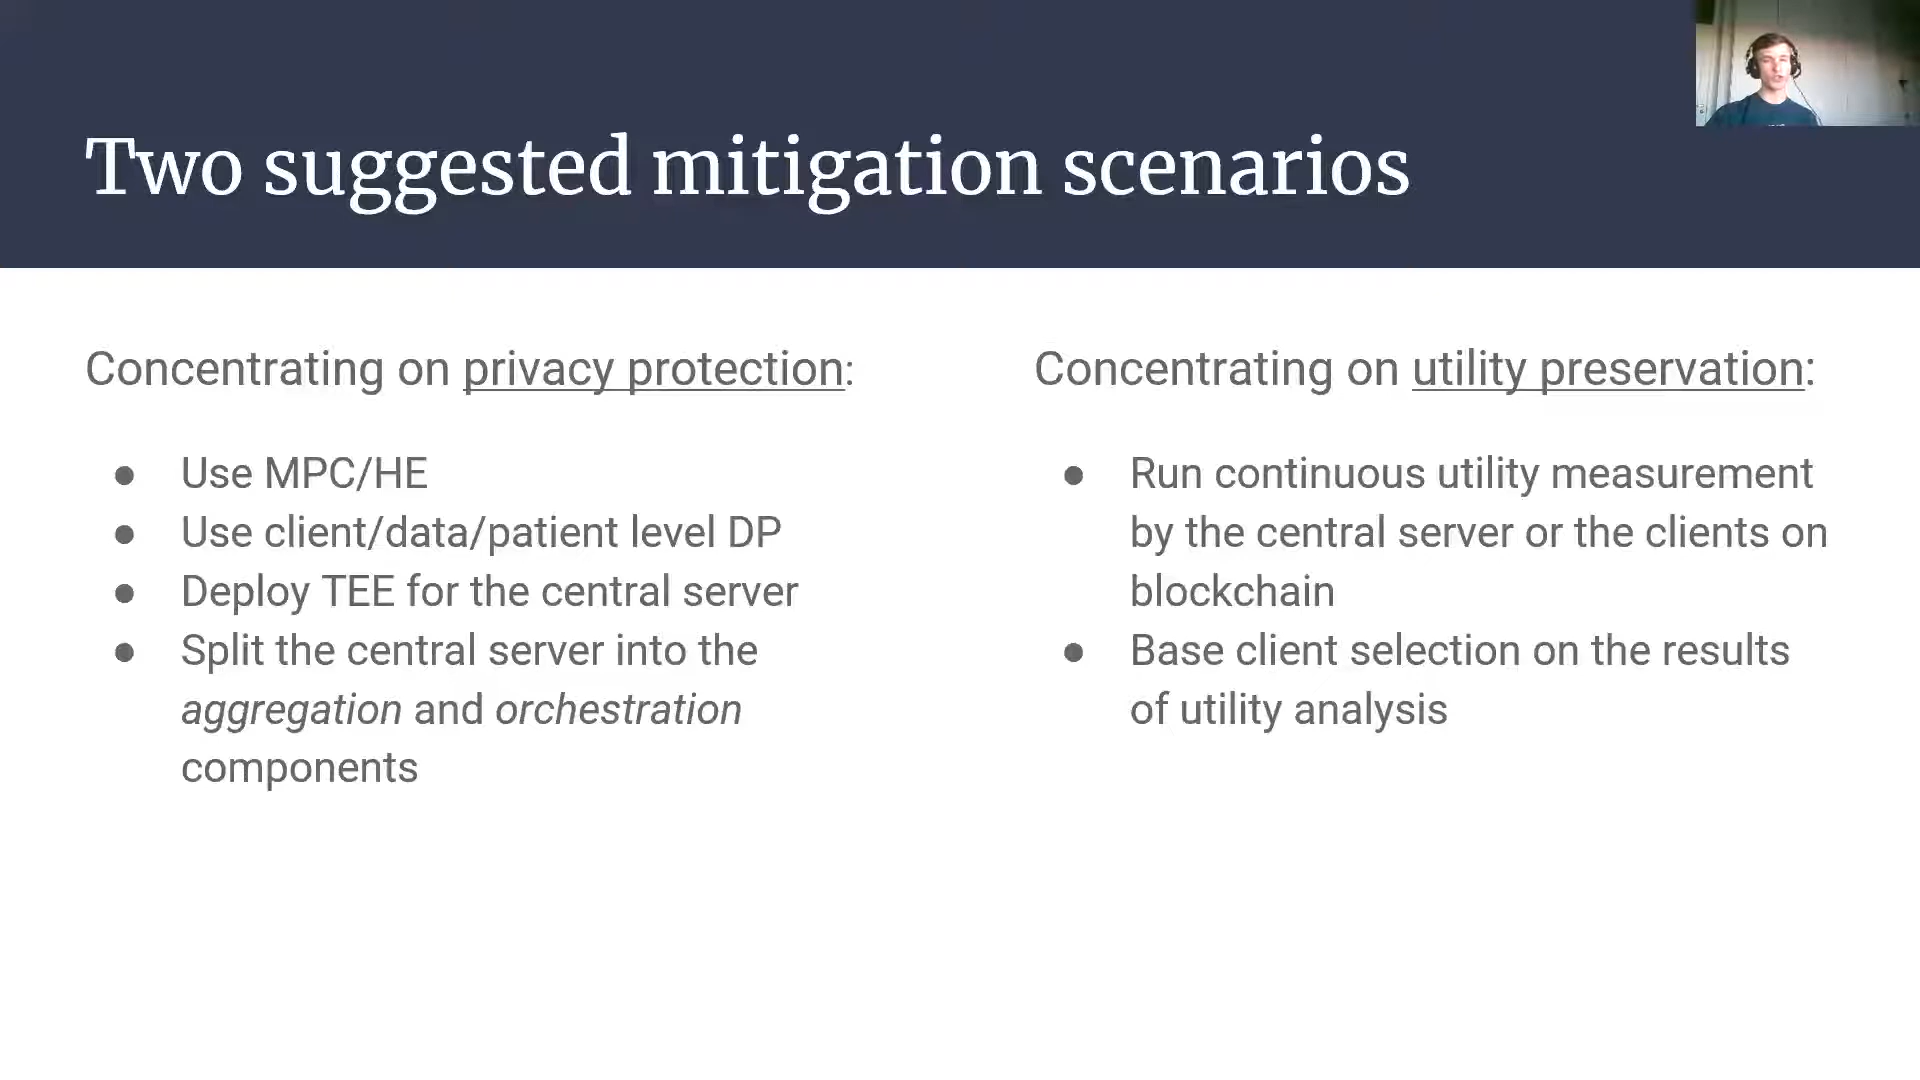 Two suggested mitigation scenarios
Concentrating on privacy protection:
● Use MPC/HE
● Use client/data/patient level DP
● Deploy TEE for the central server
● Split the central server into the
aggregation and orchestration
components
Concentrating on utility preservation:
● Run continuous utility measurement
by the central server or the clients on
blockchain
● Base client selection on the results
of utility analysis